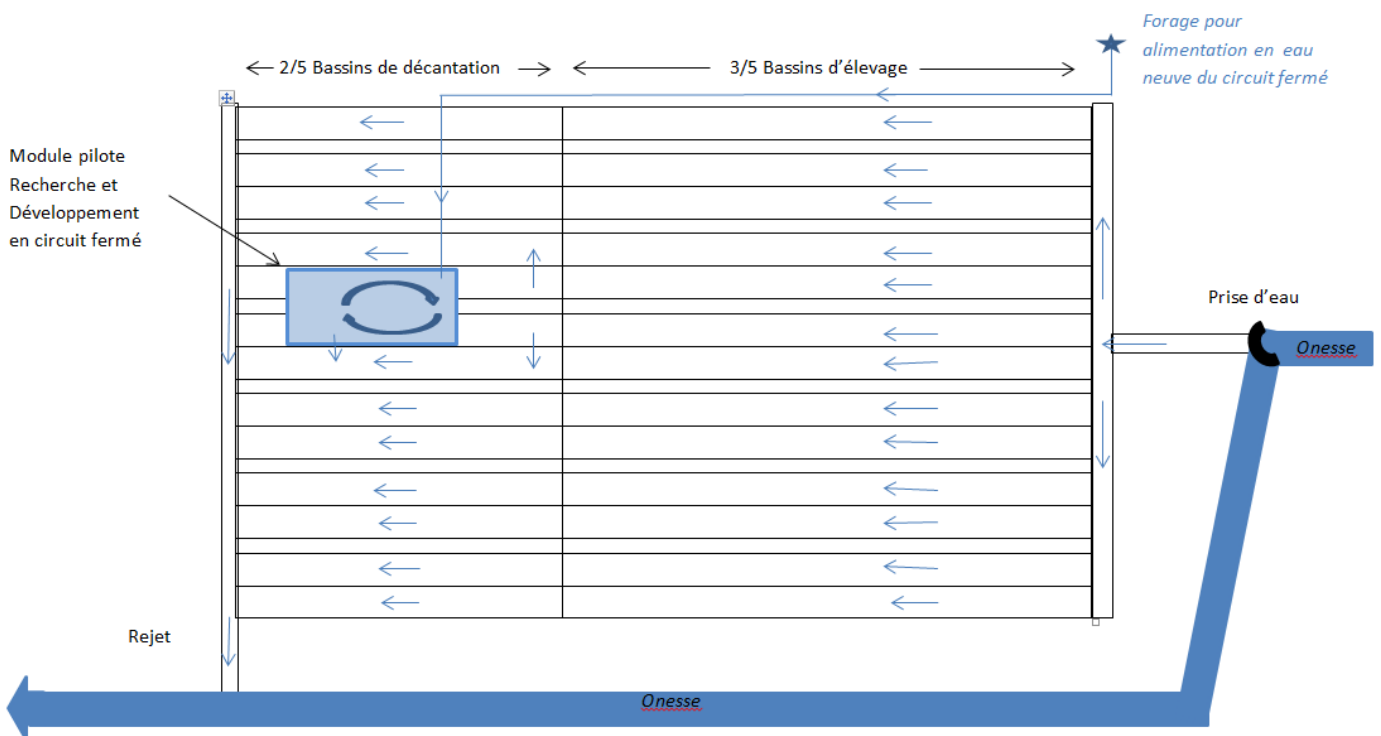 Forage pour
alimentation en eau
neuve du circuit fermé
2/5 Bassins de décantation
3/5 Bassins d’élevage
Module pilote
Recherche et
Développement
en circuit fermé
Prise d’eau
Onesse
Rejet
Onesse